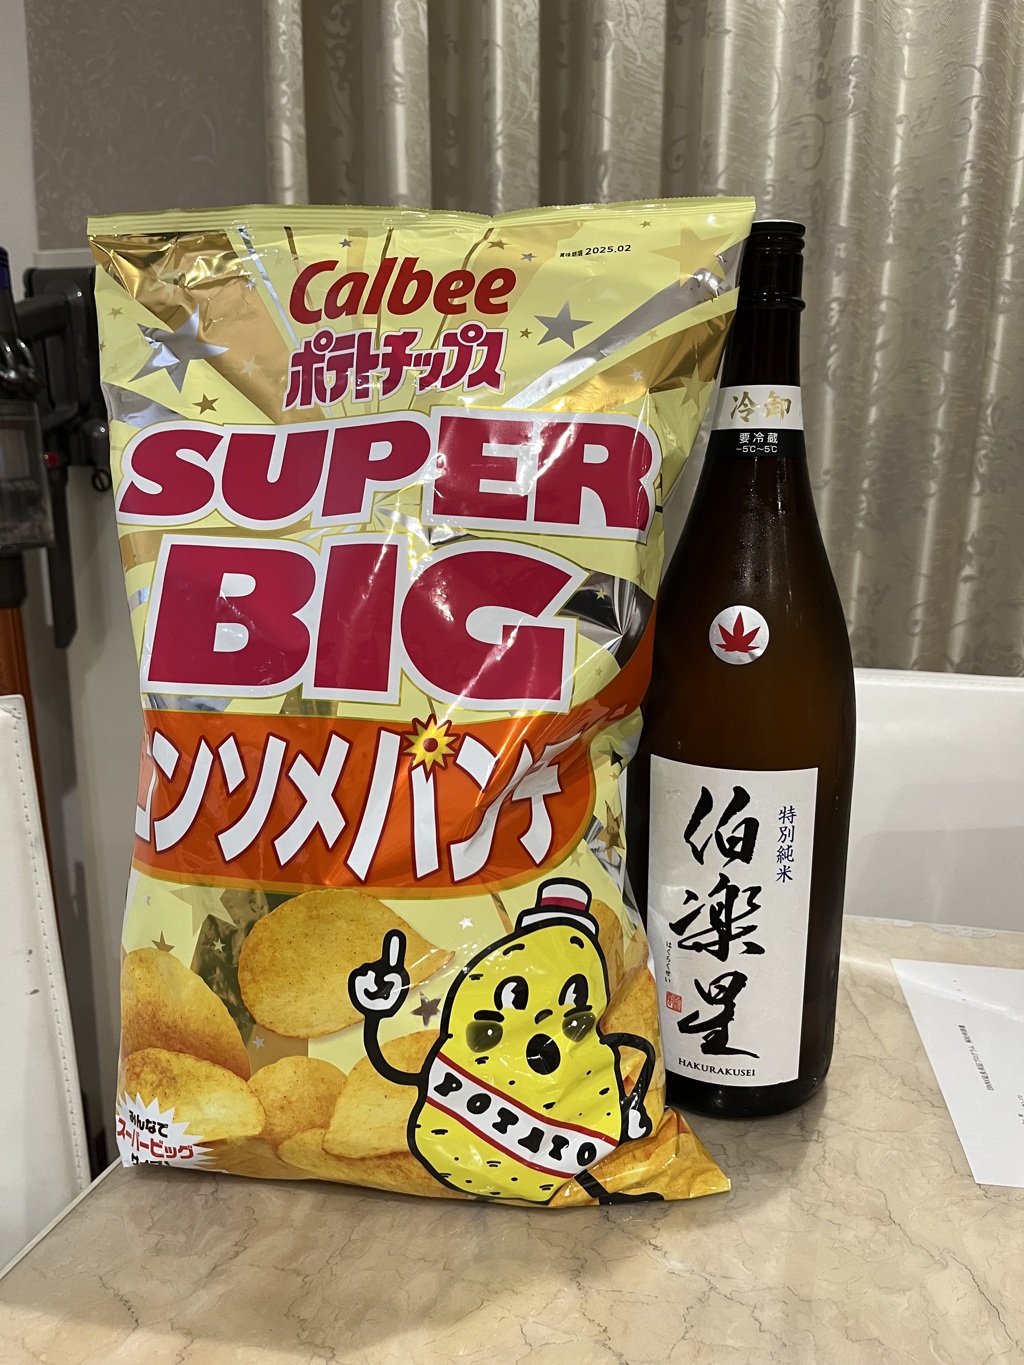 賞味期限 2025.02
Calbee
ポテトチップス
SUPER
BIG
コンソメパンチ
POTATO
みんなで
スーパービッグ
冷卸
要冷蔵
-5℃～5℃
特別純米
伯楽星
はくらくせい
HAKURAKUSEI